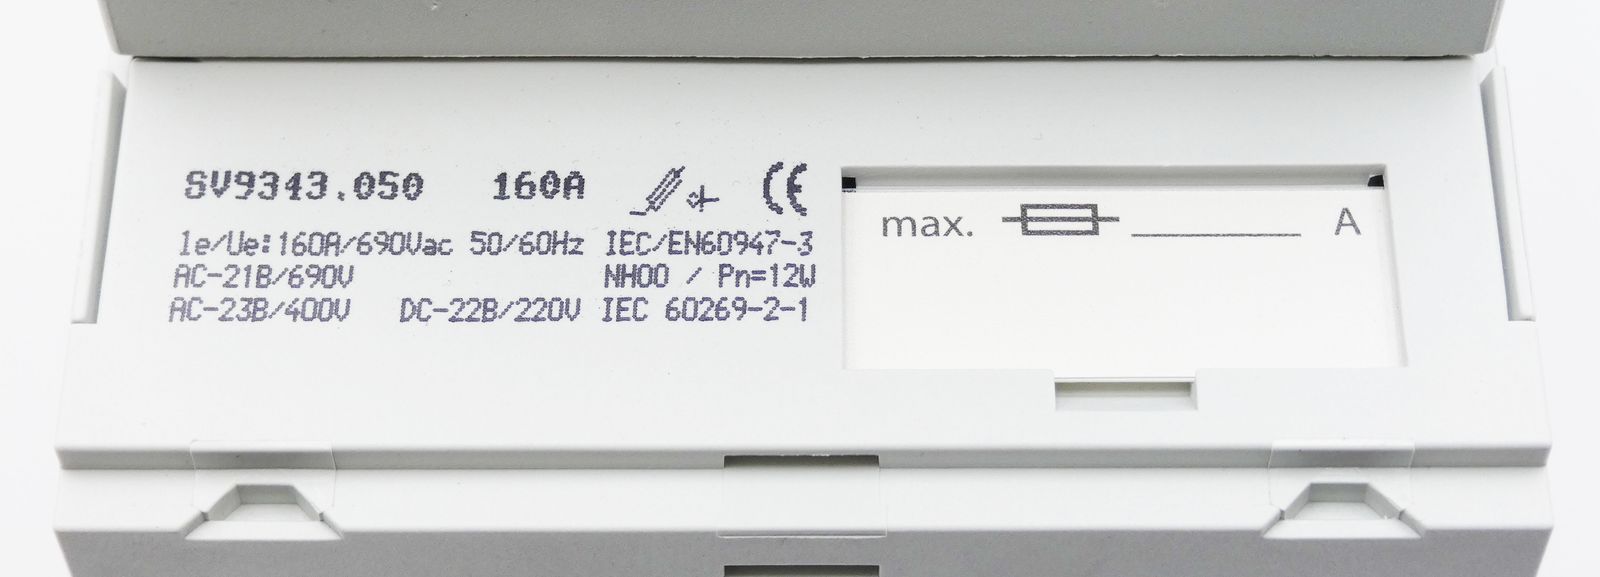 SV9343.050 160A CE
Ie/Ue:160A/690Vac 50/60Hz IEC/EN60947-3
AC-21B/690V NH00 / Pn=12W
AC-23B/400V DC-22B/220V IEC 60269-2-1
max. A